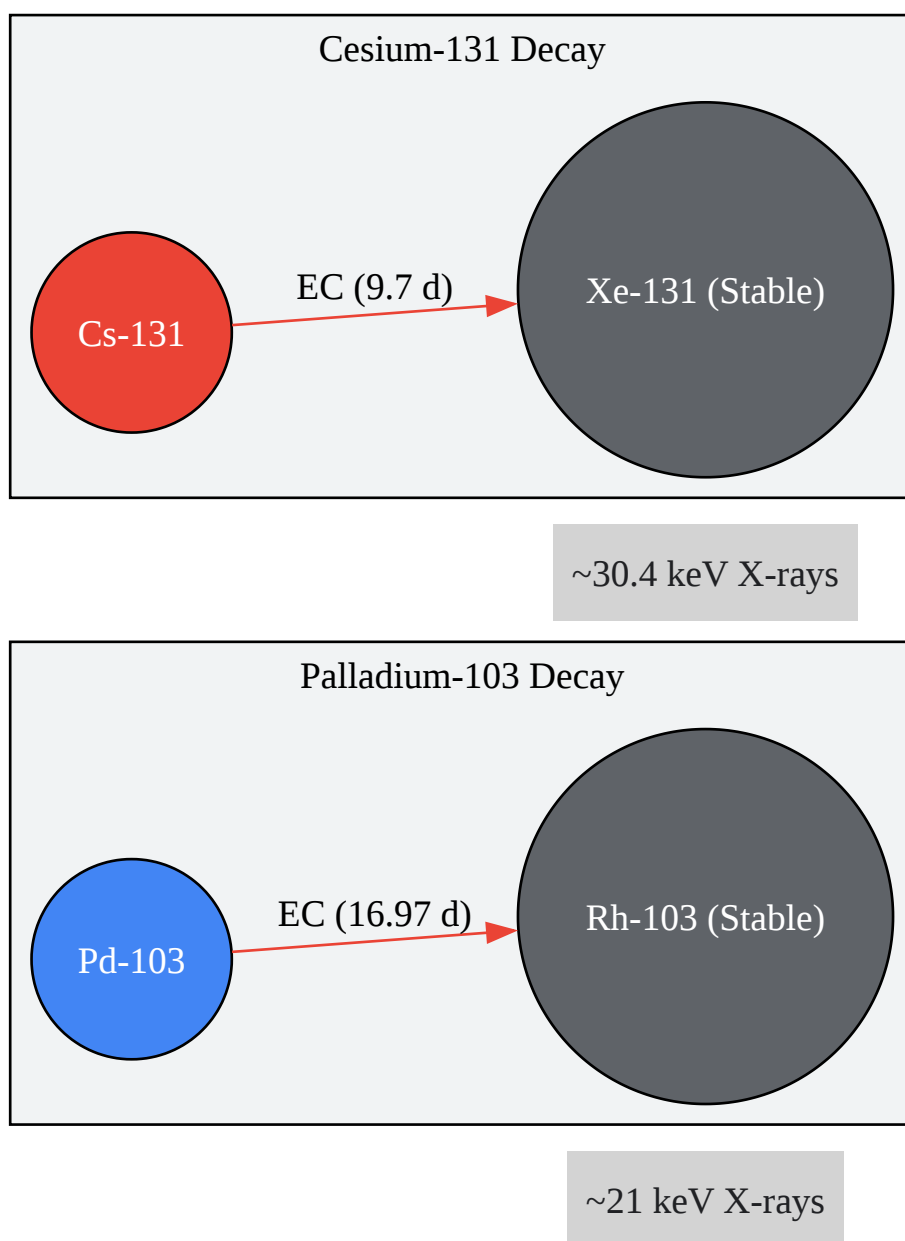 Cesium-131 Decay
EC (9.7 d)
Cs-131
Xe-131 (Stable)
~30.4 keV X-rays
Palladium-103 Decay
EC (16.97 d)
Pd-103
Rh-103 (Stable)
~21 keV X-rays